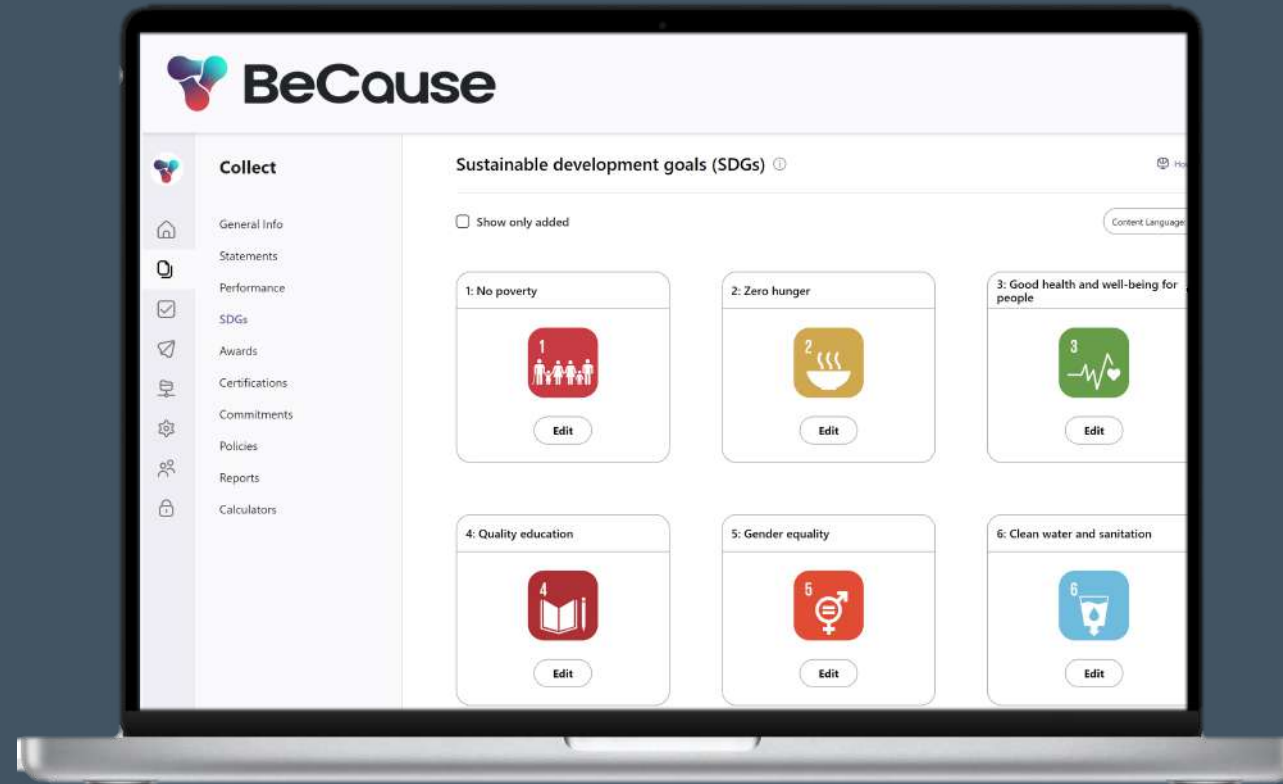 BeCause
Collect
General Info
Statements
Performance
SDGs
Awards
Certifications
Commitments
Policies
Reports
Calculators
Sustainable development goals (SDGs)
Show only added
Content Language:
1: No poverty
1
Edit
2: Zero hunger
2
Edit
3: Good health and well-being for
people
3
Edit
4: Quality education
4
Edit
5: Gender equality
5
Edit
6: Clean water and sanitation
6
Edit